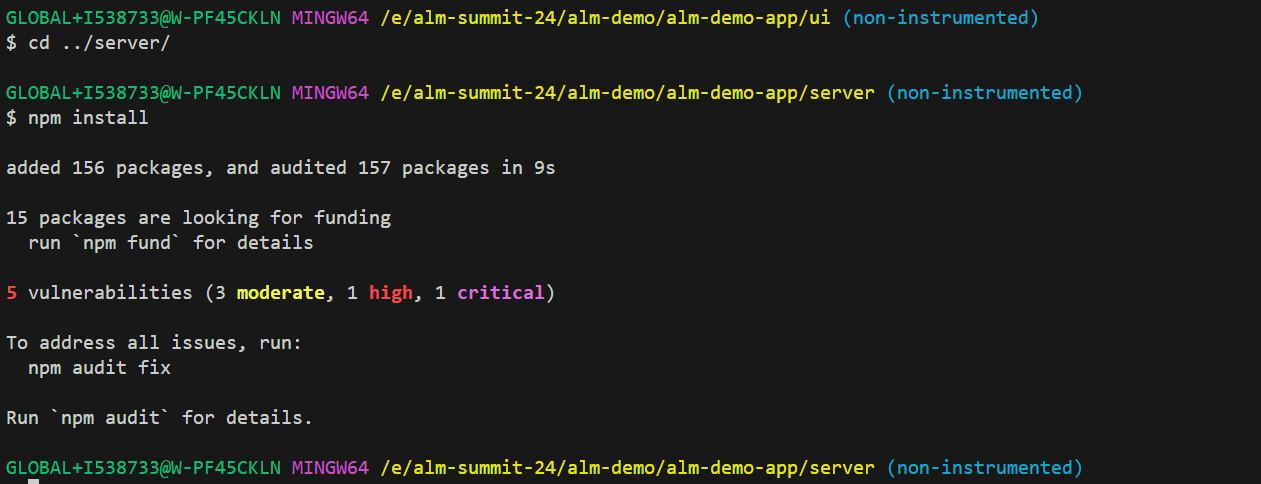 GLOBAL+I538733@W-PF45CKLN MINGW64 /e/alm-summit-24/alm-demo/alm-demo-app/ui (non-instrumented)
$ cd ../server/
GLOBAL+I538733@W-PF45CKLN MINGW64 /e/alm-summit-24/alm-demo/alm-demo-app/server (non-instrumented)
$ npm install
added 156 packages, and audited 157 packages in 9s
15 packages are looking for funding
run `npm fund` for details
5 vulnerabilities (3 moderate, 1 high, 1 critical)
To address all issues, run:
npm audit fix
Run `npm audit` for details.
GLOBAL+I538733@W-PF45CKLN MINGW64 /e/alm-summit-24/alm-demo/alm-demo-app/server (non-instrumented)